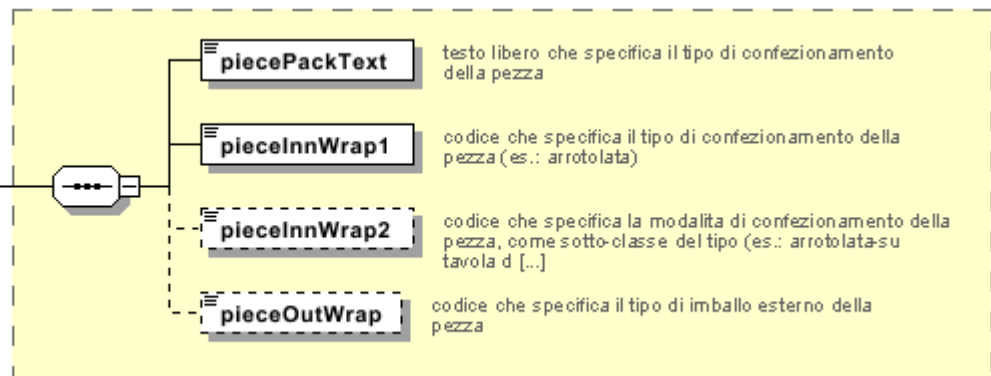 piecePackText
testo libero che specifica il tipo di confezionamento
della pezza
pieceInnWrap1
codice che specifica il tipo di confezionamento della
pezza (es.: arrotolata)
pieceInnWrap2
codice che specifica la modalita di confezionamento della
pezza, come sotto-classe del tipo (es.: arrotolata-su
tavola d [...]
pieceOutWrap
codice che specifica il tipo di imballo esterno della
pezza